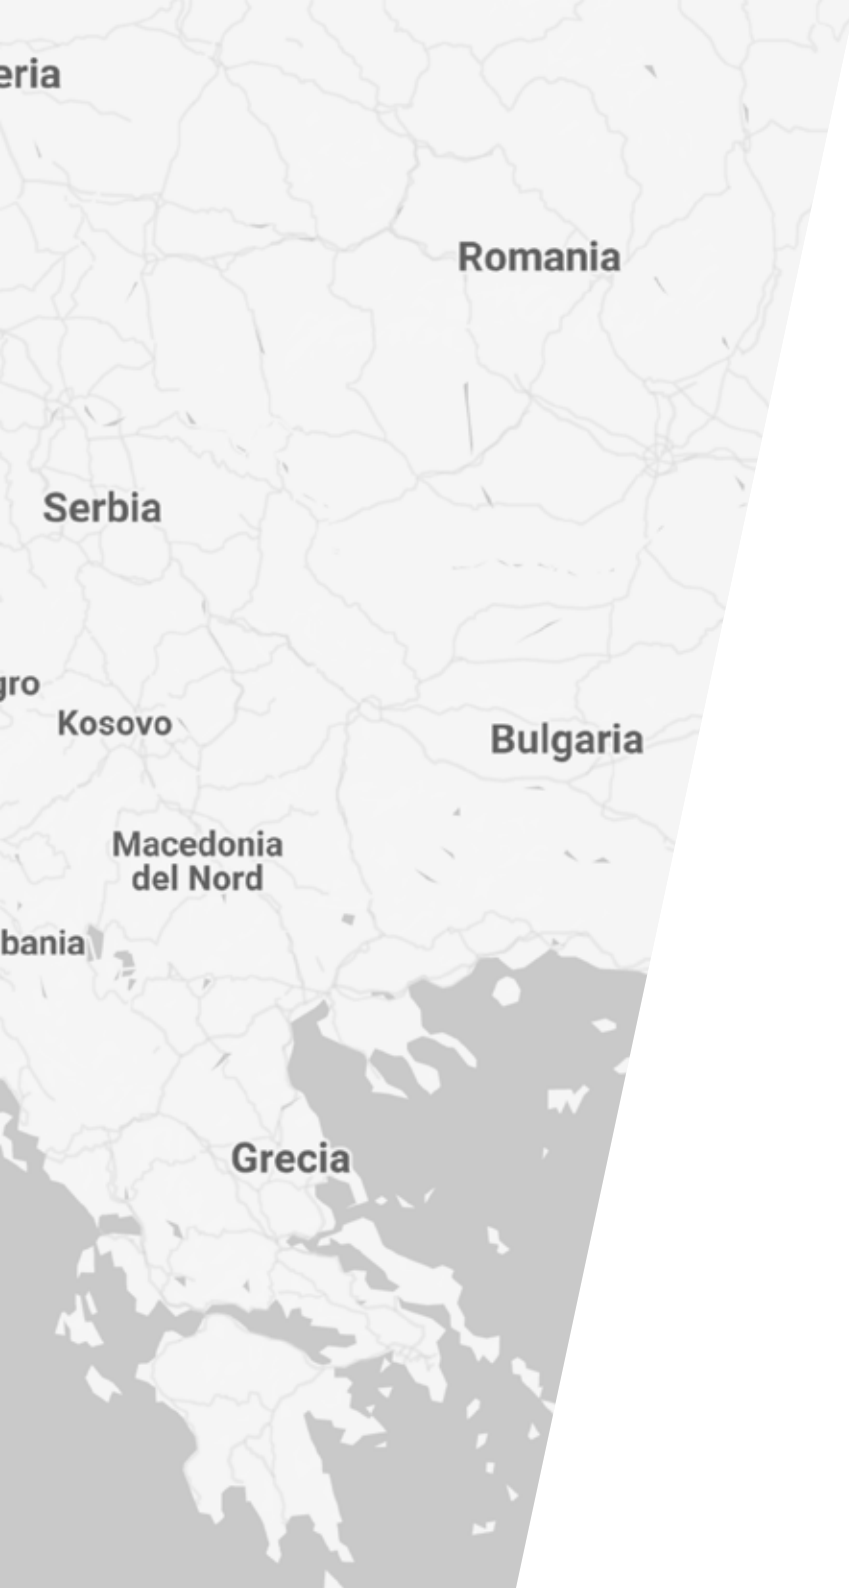 eria
Romania
Serbia
gro
Kosovo
Bulgaria
Macedonia
del Nord
bania
Grecia